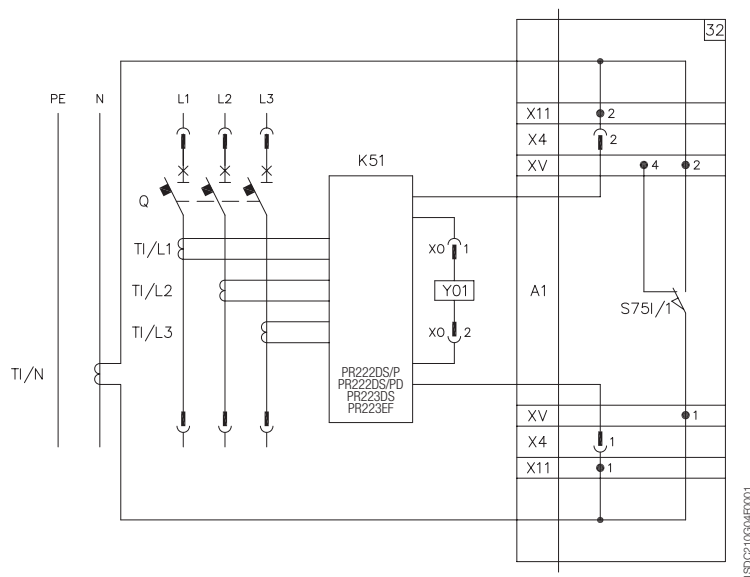 32
PE N L1 L2 L3
X11 2
X4 2
K51
XV 4 2
Q
TI/L1 X0 1
TI/L2 Y01 A1
S75I/1
TI/L3 X0 2
TI/N
PR222DS/P
PR222DS/PD
PR223DS
PR223EF
XV 1
X4 1
X11 1
1SDC210G04F0001